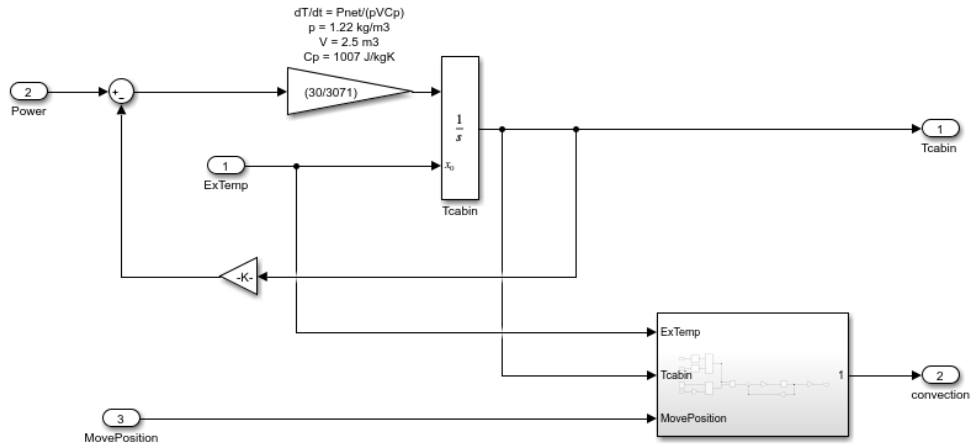 dT/dt = Pnet/(pVCp)
p = 1.22 kg/m3
V = 2.5 m3
Cp = 1007 J/kgK
2
Power
+
−
(30/3071)
1
s
x₀
Tcabin
1
Tcabin
1
ExTemp
-K-
ExTemp
Tcabin
MovePosition
1
2
convection
3
MovePosition